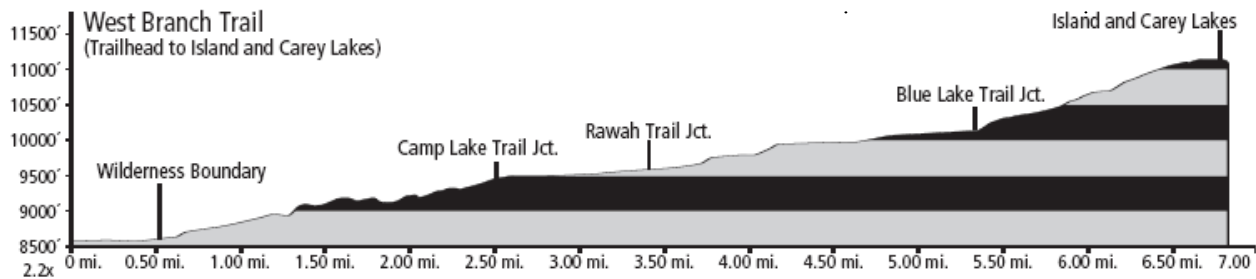 West Branch Trail
(Trailhead to Island and Carey Lakes)
Island and Carey Lakes
Blue Lake Trail Jct.
Rawah Trail Jct.
Camp Lake Trail Jct.
Wilderness Boundary
11500´
11000´
10500´
10000´
9500´
9000´
8500´
2.2x
0 mi. 0.50 mi. 1.00 mi. 1.50 mi. 2.00 mi. 2.50 mi. 3.00 mi. 3.50 mi. 4.00 mi. 4.50 mi. 5.00 mi. 5.50 mi. 6.00 mi. 6.50 mi. 7.00